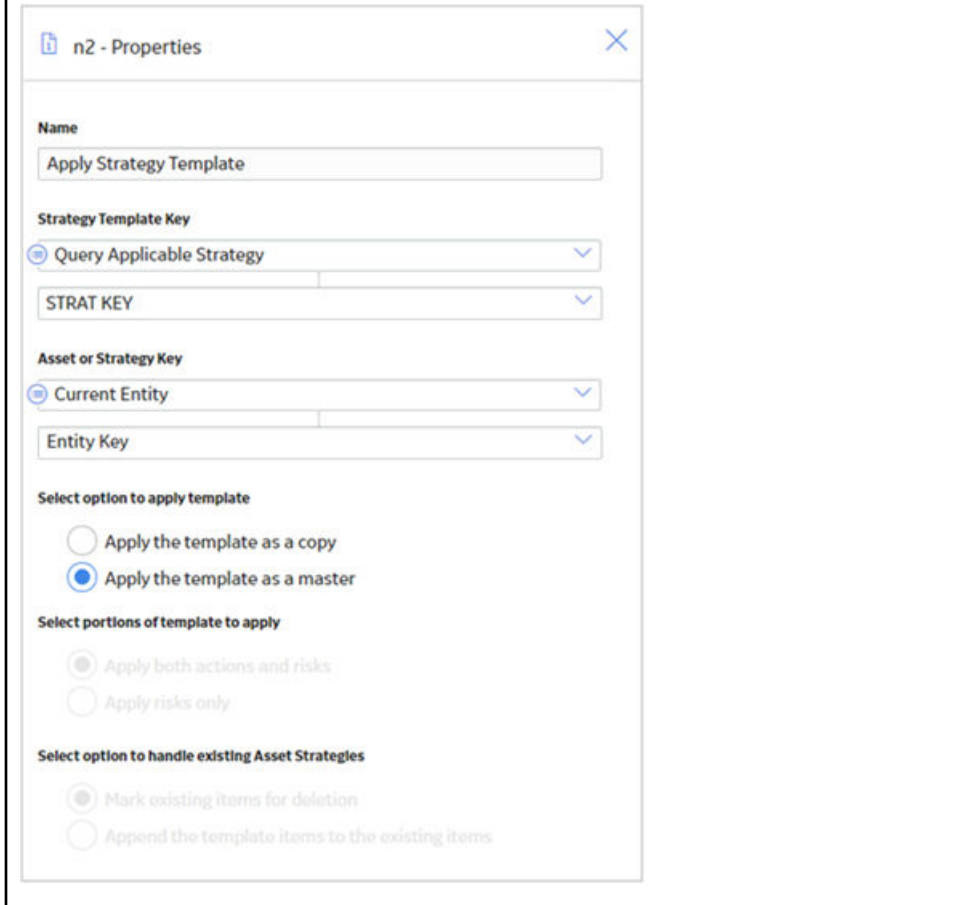 n2 - Properties
Name
Apply Strategy Template
Strategy Template Key
Query Applicable Strategy
STRAT KEY
Asset or Strategy Key
Current Entity
Entity Key
Select option to apply template
Apply the template as a copy
Apply the template as a master
Select portions of template to apply
Apply both actions and risks
Apply risks only
Select option to handle existing Asset Strategies
Mark existing items for deletion
Append the template items to the existing items